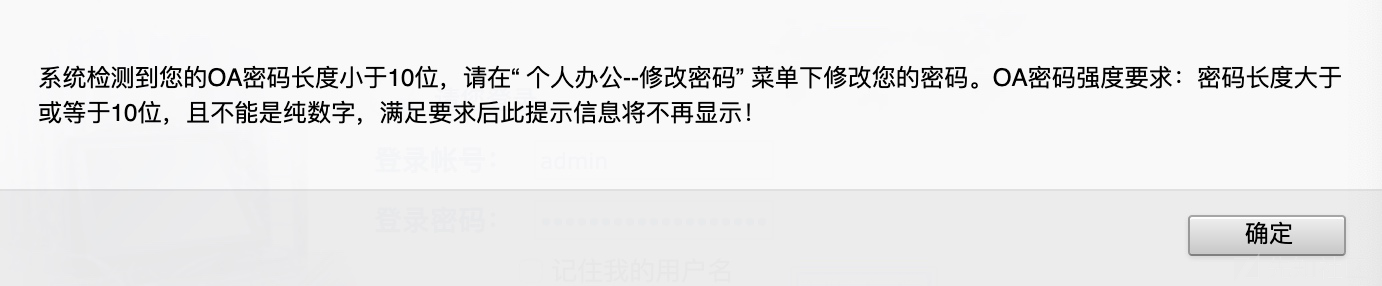 系统检测到您的OA密码长度小于10位，请在“ 个人办公--修改密码” 菜单下修改您的密码。OA密码强度要求：密码长度大于
或等于10位，且不能是纯数字，满足要求后此提示信息将不再显示！
登录帐号： admin
登录密码： ••••••••••••••••••••
确定
记住我的用户名